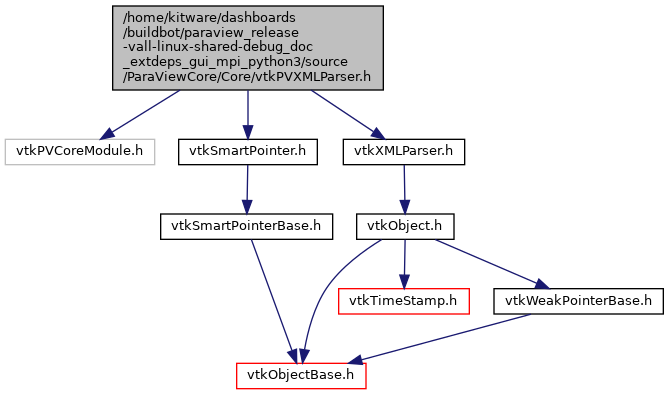 /home/kitware/dashboards
/buildbot/paraview_release
-vall-linux-shared-debug_doc
_extdeps_gui_mpi_python3/source
/ParaViewCore/Core/vtkPVXMLParser.h
vtkPVCoreModule.h
vtkSmartPointer.h
vtkXMLParser.h
vtkSmartPointerBase.h
vtkObject.h
vtkTimeStamp.h
vtkWeakPointerBase.h
vtkObjectBase.h